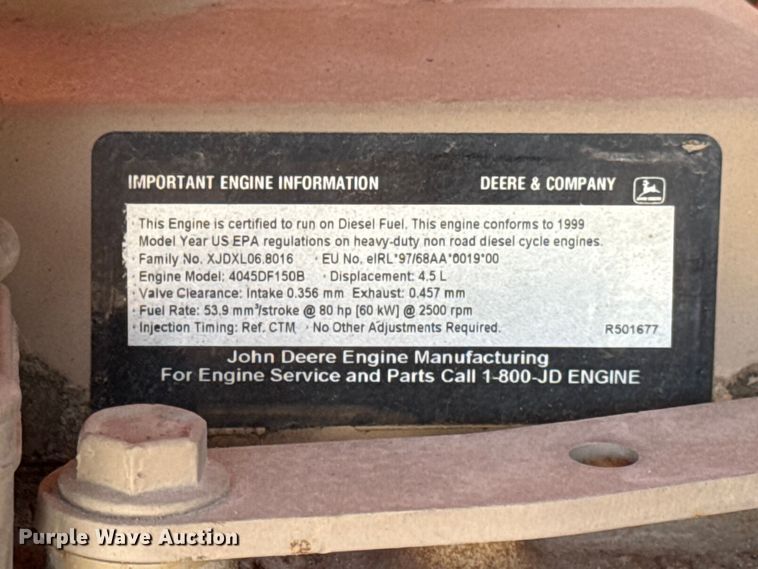 IMPORTANT ENGINE INFORMATION DEERE & COMPANY
This Engine is certified to run on Diesel Fuel. This engine conforms to 1999
Model Year US EPA regulations on heavy-duty non road diesel cycle engines.
· Family No. XJDXL06.8016 · EU No. eIRL*97/68AA*0019*00
· Engine Model: 4045DF150B · Displacement: 4.5 L
· Valve Clearance: Intake 0.356 mm Exhaust: 0.457 mm
· Fuel Rate: 53.9 mm³/stroke @ 80 hp [60 kW] @ 2500 rpm
· Injection Timing: Ref. CTM · No Other Adjustments Required. R501677
John Deere Engine Manufacturing
For Engine Service and Parts Call 1-800-JD ENGINE
Purple Wave Auction